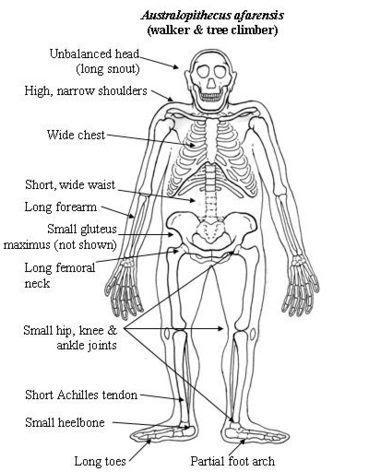 Australopithecus afarensis
(walker & tree climber)
Unbalanced head
(long snout)
High, narrow shoulders
Wide chest
Short, wide waist
Long forearm
Small gluteus
maximus (not shown)
Long femoral
neck
Small hip, knee &
ankle joints
Short Achilles tendon
Small heelbone
Long toes
Partial foot arch